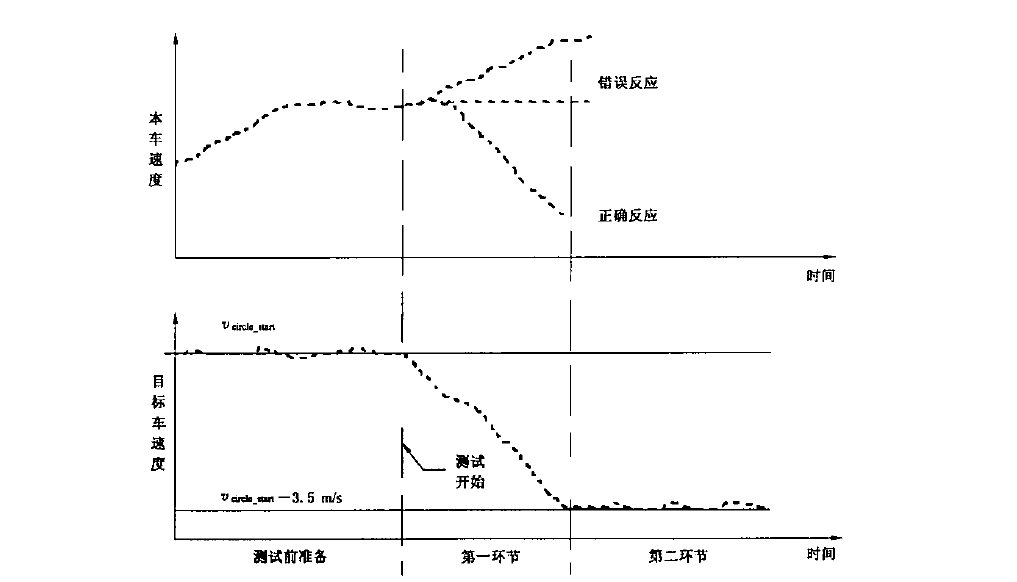 本车速度
错误反应
正确反应
时间
v circle_start
目标车速度
测试
开始
v circle_start −3.5 m/s
测试前准备
第一环节
第二环节
时间